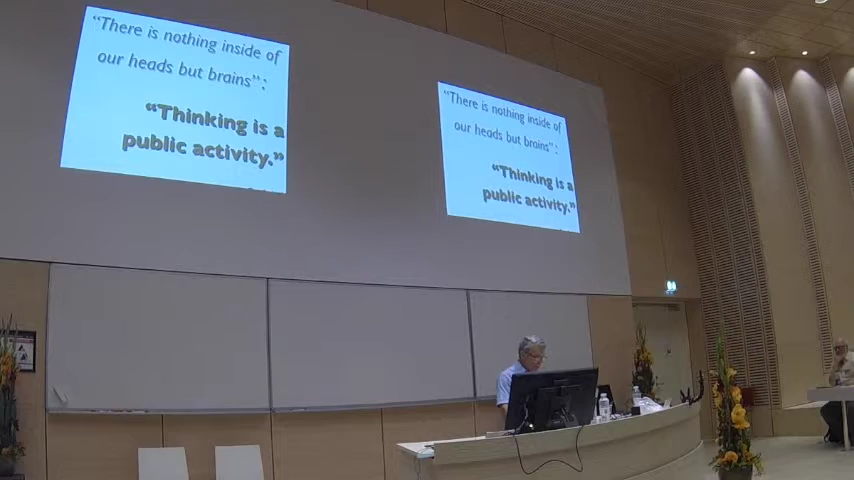 “There is nothing inside of
our heads but brains”:
“Thinking is a
public activity.”
“There is nothing inside of
our heads but brains”:
“Thinking is a
public activity.”